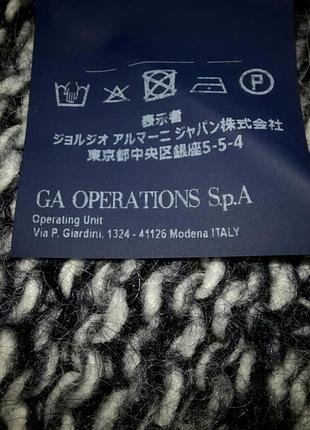 P
表示者
ジョルジオ アルマーニ ジャパン株式会社
東京都中央区銀座5-5-4
GA OPERATIONS S.p.A
Operating Unit
Via P. Giardini, 1324 - 41126 Modena ITALY